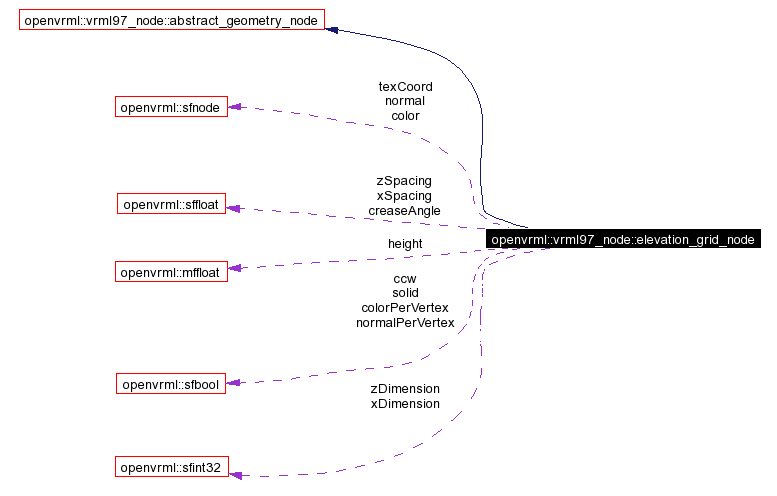 openvrml::vrml97_node::abstract_geometry_node
texCoord
normal
color
openvrml::sfnode
zSpacing
xSpacing
creaseAngle
openvrml::sffloat
openvrml::vrml97_node::elevation_grid_node
height
openvrml::mffloat
ccw
solid
colorPerVertex
normalPerVertex
openvrml::sfbool
zDimension
xDimension
openvrml::sfint32